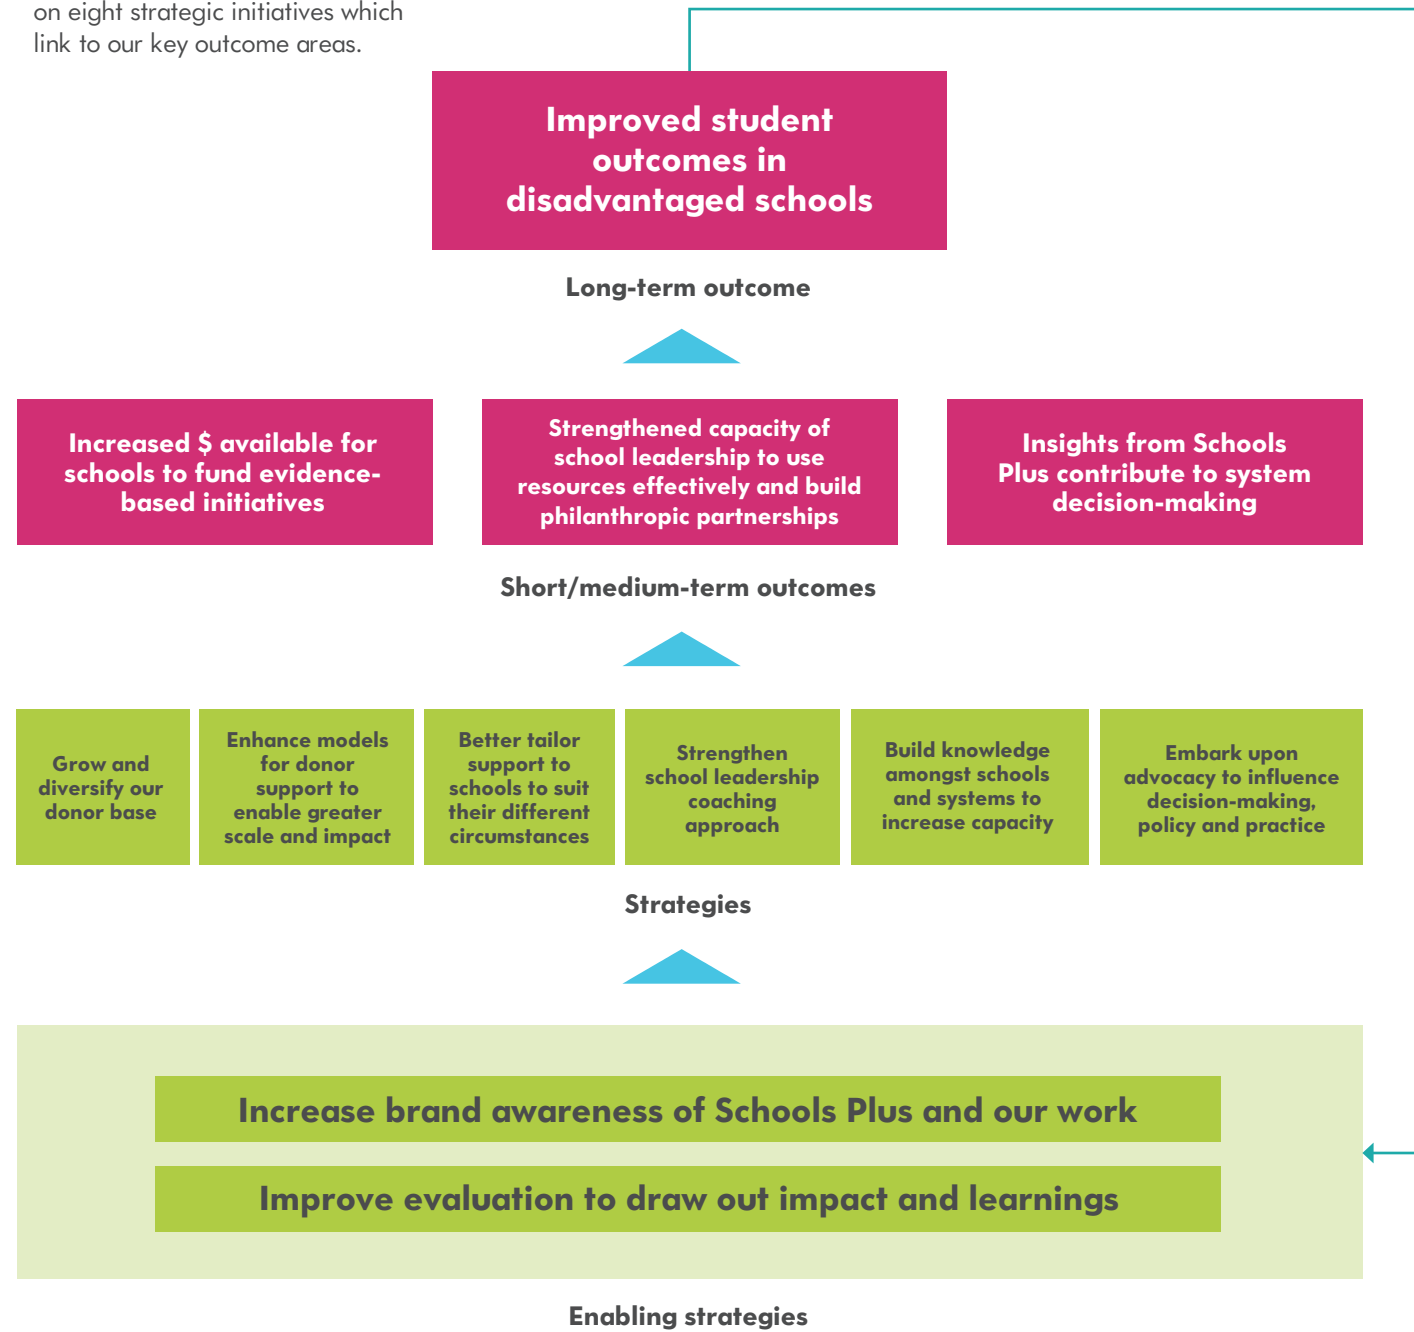 on eight strategic initiatives which
link to our key outcome areas.
Improved student
outcomes in
disadvantaged schools
Long-term outcome
Increased $ available for
schools to fund evidence-
based initiatives
Strengthened capacity of
school leadership to use
resources effectively and build
philanthropic partnerships
Insights from Schools
Plus contribute to system
decision-making
Short/medium-term outcomes
Grow and
diversify our
donor base
Enhance models
for donor
support to
enable greater
scale and impact
Better tailor
support to
schools to suit
their different
circumstances
Strengthen
school leadership
coaching
approach
Build knowledge
amongst schools
and systems to
increase capacity
Embark upon
advocacy to influence
decision-making,
policy and practice
Strategies
Increase brand awareness of Schools Plus and our work
Improve evaluation to draw out impact and learnings
Enabling strategies